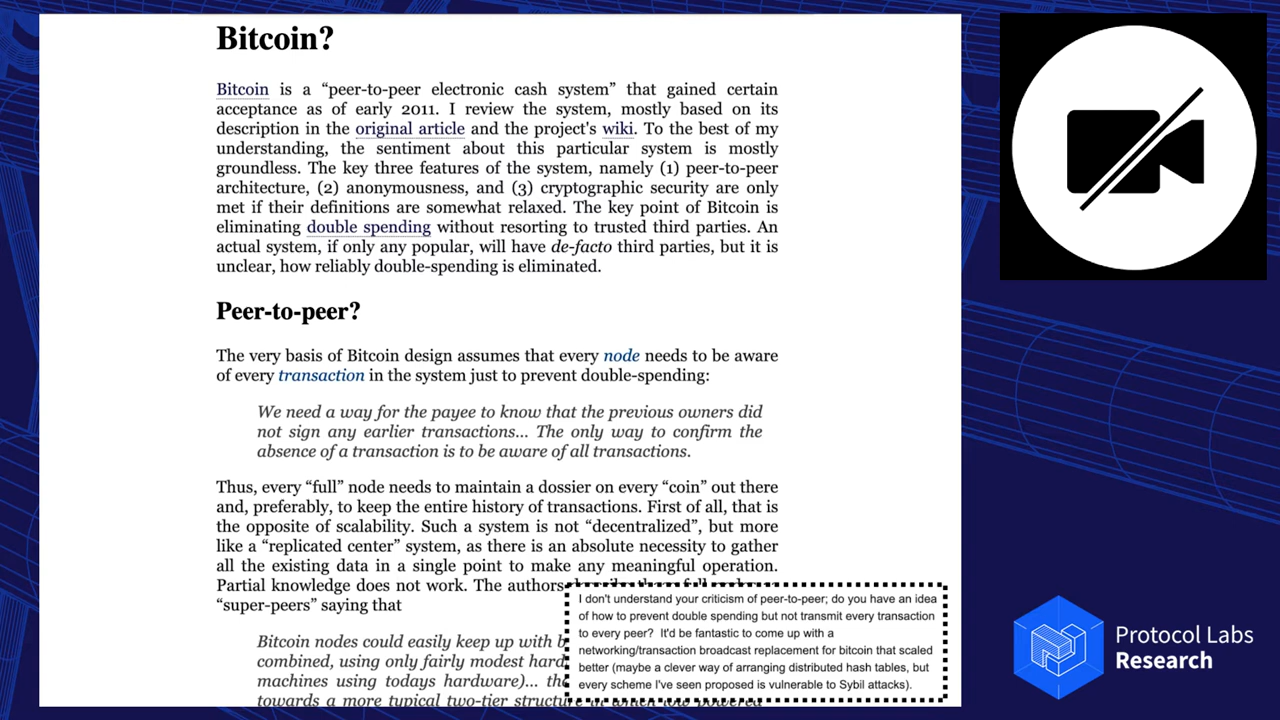 Bitcoin?
Bitcoin is a “peer-to-peer electronic cash system” that gained certain
acceptance as of early 2011. I review the system, mostly based on its
description in the original article and the project's wiki. To the best of my
understanding, the sentiment about this particular system is mostly
groundless. The key three features of the system, namely (1) peer-to-peer
architecture, (2) anonymousness, and (3) cryptographic security are only
met if their definitions are somewhat relaxed. The key point of Bitcoin is
eliminating double spending without resorting to trusted third parties. An
actual system, if only any popular, will have de-facto third parties, but it is
unclear, how reliably double-spending is eliminated.
Peer-to-peer?
The very basis of Bitcoin design assumes that every node needs to be aware
of every transaction in the system just to prevent double-spending:
We need a way for the payee to know that the previous owners did
not sign any earlier transactions... The only way to confirm the
absence of a transaction is to be aware of all transactions.
Thus, every “full” node needs to maintain a dossier on every “coin” out there
and, preferably, to keep the entire history of transactions. First of all, that is
the opposite of scalability. Such a system is not “decentralized”, but more
like a “replicated center” system, as there is an absolute necessity to gather
all the existing data in a single point to make any meaningful operation.
Partial knowledge does not work. The authors
“super-peers” saying that
Bitcoin nodes could easily keep up with
combined, using only fairly modest
machines using todays hardware)...
towards a more typical two-tier structure in which low powered
I don't understand your criticism of peer-to-peer; do you have an idea
of how to prevent double spending but not transmit every transaction
to every peer? It'd be fantastic to come up with a
networking/transaction broadcast replacement for bitcoin that scaled
better (maybe a clever way of arranging distributed hash tables, but
every scheme I've seen proposed is vulnerable to Sybil attacks).
Protocol Labs
Research